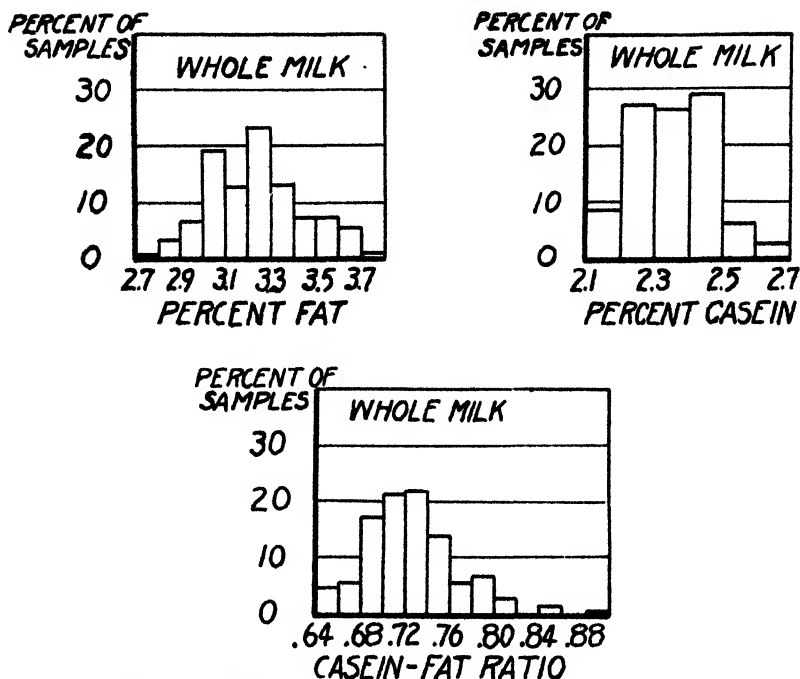 PERCENT OF
SAMPLES
WHOLE MILK
30
20
10
0
2.7 2.9 3.1 3.3 3.5 3.7
PERCENT FAT
PERCENT OF
SAMPLES
WHOLE MILK
30
20
10
0
2.1 2.3 2.5 2.7
PERCENT CASEIN
PERCENT OF
SAMPLES
WHOLE MILK
30
20
10
0
.64 .68 .72 .76 .80 .84 .88
CASEIN-FAT RATIO